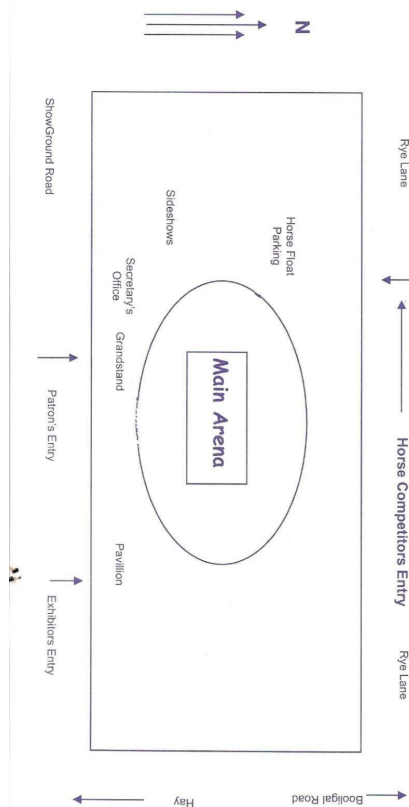 N
Rye Lane
Horse Competitors Entry
Rye Lane
Horse Float
Parking
Main Arena
Sideshows
Secretary's
Office
Grandstand
Pavillion
ShowGround Road
Patron's Entry
Exhibitors Entry
Booligal Road
Hay